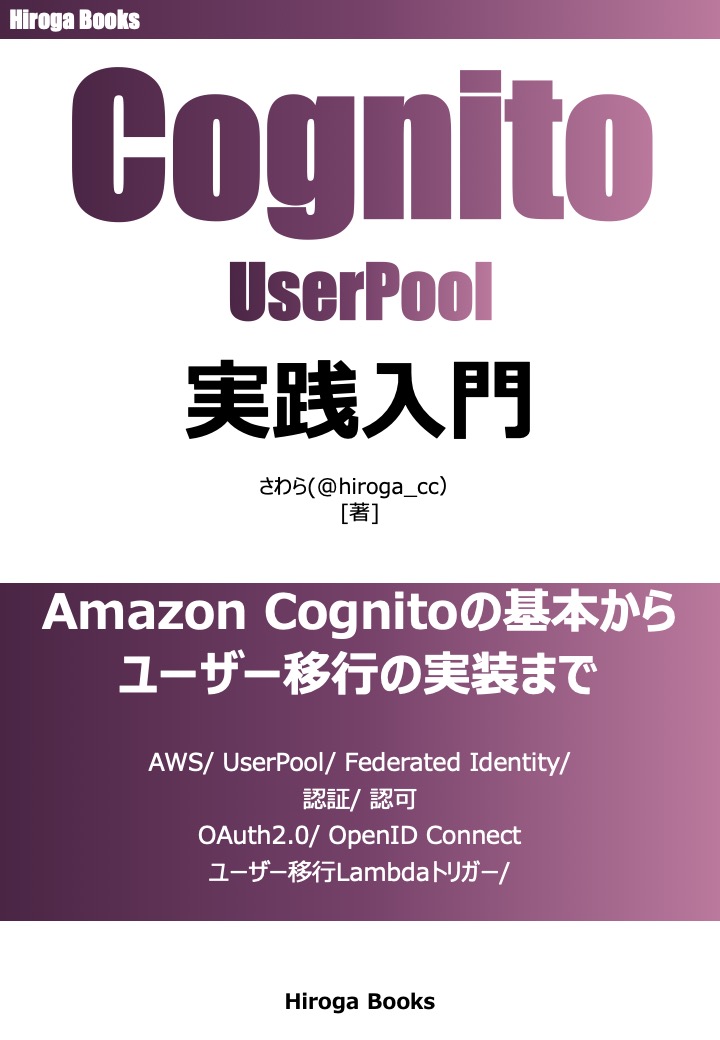 Hiroga Books
Cognito
UserPool
実践入門
さわら(@hiroga_cc）
[著]
Amazon Cognitoの基本から
ユーザー移行の実装まで
AWS/ UserPool/ Federated Identity/
認証/ 認可
OAuth2.0/ OpenID Connect
ユーザー移行Lambdaトリガー/
Hiroga Books